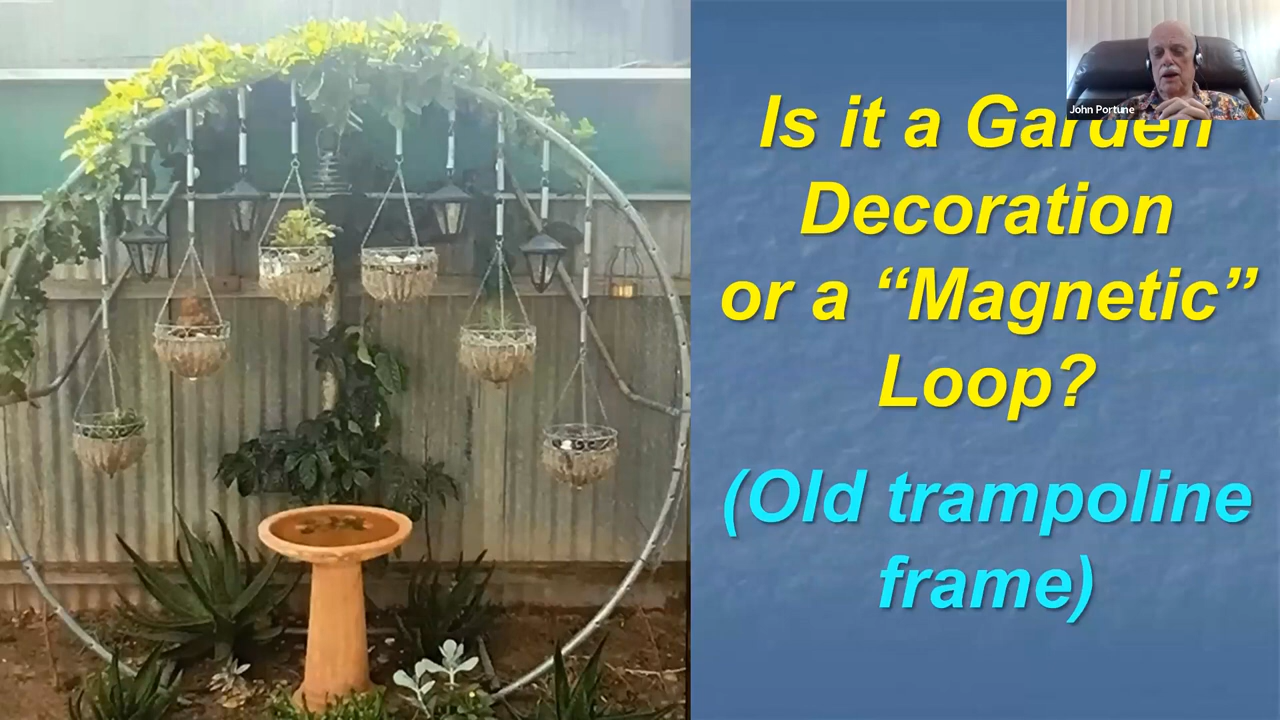 John Portune
Is it a Garden
Decoration
or a “Magnetic”
Loop?
(Old trampoline
frame)